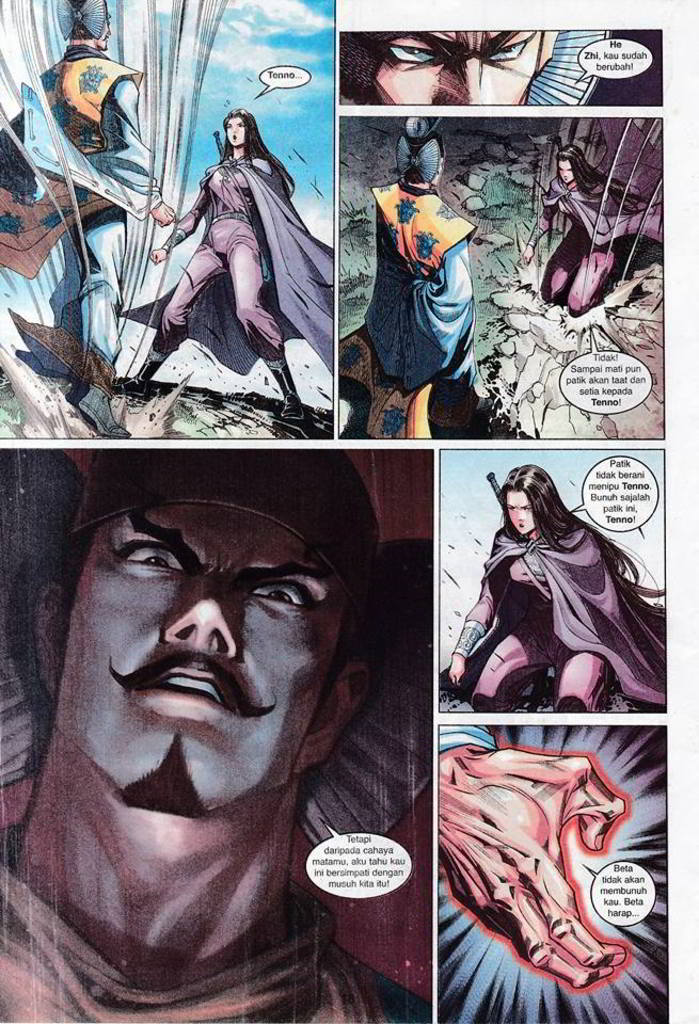 Tenno...
He
Zhi, kau sudah
berubah!
Tidak!
Sampai mati pun
patik akan taat dan
setia kepada
Tenno!
Tetapi
daripada cahaya
matamu, aku tahu kau
ini bersimpati dengan
musuh kita itu!
Patik
tidak berani
menipu Tenno.
Bunuh sajalah
patik ini,
Tenno!
Beta
tidak akan
membunuh
kau. Beta
harap...